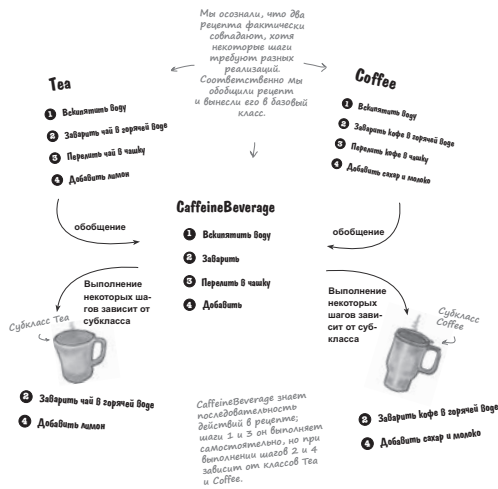 Мы осознали, что два
рецепта фактически
совпадают, хотя
некоторые шаги
требуют разных
реализаций.
Соответственно мы
обобщили рецепт
и вынесли его в базовый
класс.
Tea
1 Вскипятить воду
2 Заварить чай в горячей воде
3 Перелить чай в чашку
4 Добавить лимон
Coffee
1 Вскипятить воду
2 Заварить кофе в горячей воде
3 Перелить кофе в чашку
4 Добавить сахар и молоко
обобщение
CaffeineBeverage
1 Вскипятить воду
2 Заварить
3 Перелить в чашку
4 Добавить
обобщение
Выполнение
некоторых ша-
гов зависит от
субкласса
Субкласс Tea
2 Заварить чай в горячей воде
4 Добавить лимон
Выполнение
некоторых
шагов зави-
сит от суб-
класса
Субкласс
Coffee
2 Заварить кофе в горячей воде
4 Добавить сахар и молоко
CaffeineBeverage знает
последовательность
действий в рецепте;
шаги 1 и 3 он выполняет
самостоятельно, но при
выполнении шагов 2 и 4
зависит от классов Tea
и Coffee.